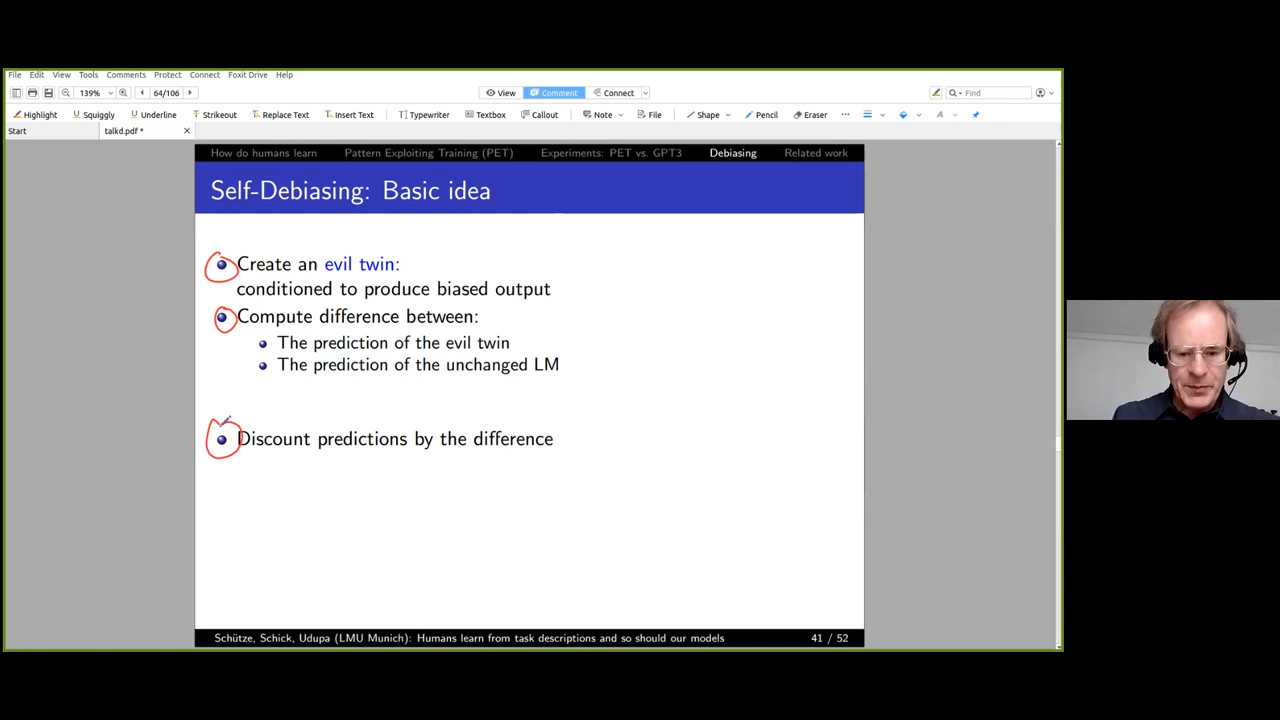 File Edit View Tools Comments Protect Connect Foxit Drive Help
139% 64/106 View Comment Connect Find
Highlight Squiggly Underline Strikeout Replace Text Insert Text Typewriter Textbox Callout Note File Shape Pencil Eraser
Start talkd.pdf *
How do humans learn Pattern Exploiting Training (PET) Experiments: PET vs. GPT3 Debiasing Related work
Self-Debiasing: Basic idea
Create an evil twin:
conditioned to produce biased output
Compute difference between:
The prediction of the evil twin
The prediction of the unchanged LM
Discount predictions by the difference
Schütze, Schick, Udupa (LMU Munich): Humans learn from task descriptions and so should our models 41 / 52